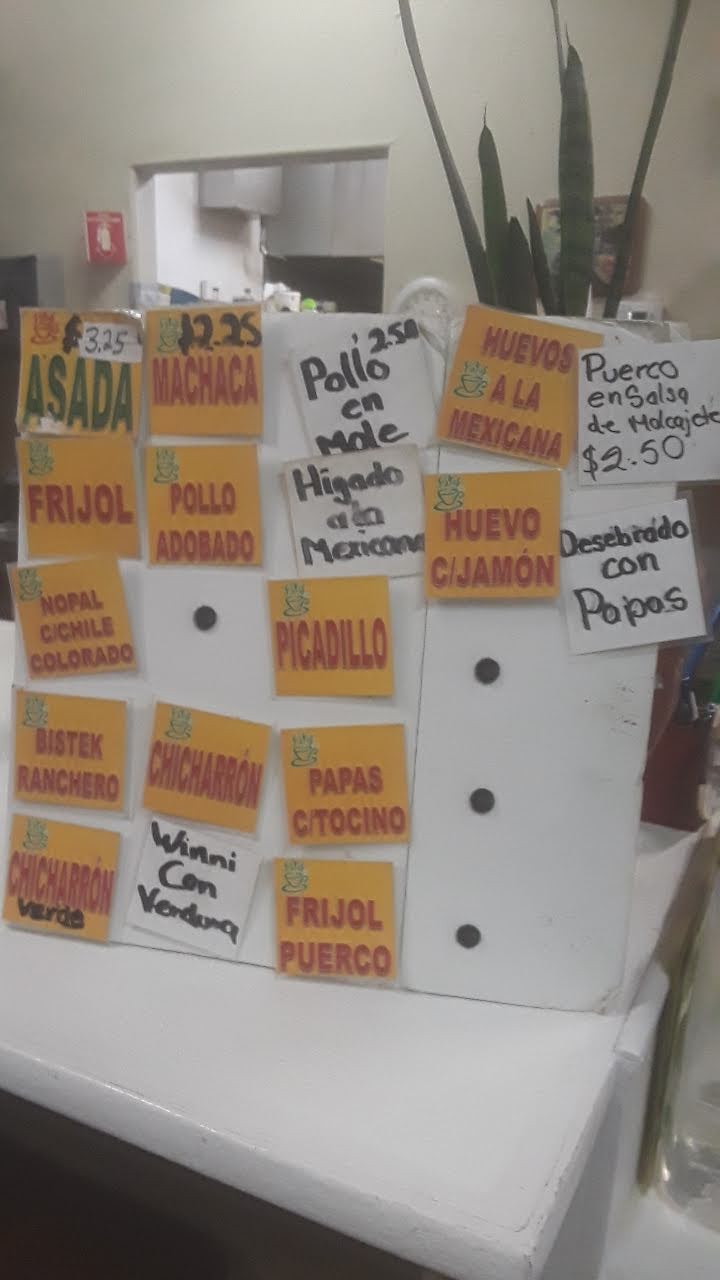 $3.25
ASADA
$2.25
MACHACA
2.50
Pollo
en
Mole
HUEVOS
A LA
MEXICANA
Puerco
en Salsa
de Molcajete
$2.50
FRIJOL
POLLO
ADOBADO
Higado
a la
Mexicana
HUEVO
C/JAMÓN
Desebrado
con
Papas
NOPAL
C/CHILE
COLORADO
PICADILLO
BISTEK
RANCHERO
CHICHARRÓN
PAPAS
C/TOCINO
CHICHARRÓN
verde
Winni
Con
Verdura
FRIJOL
PUERCO